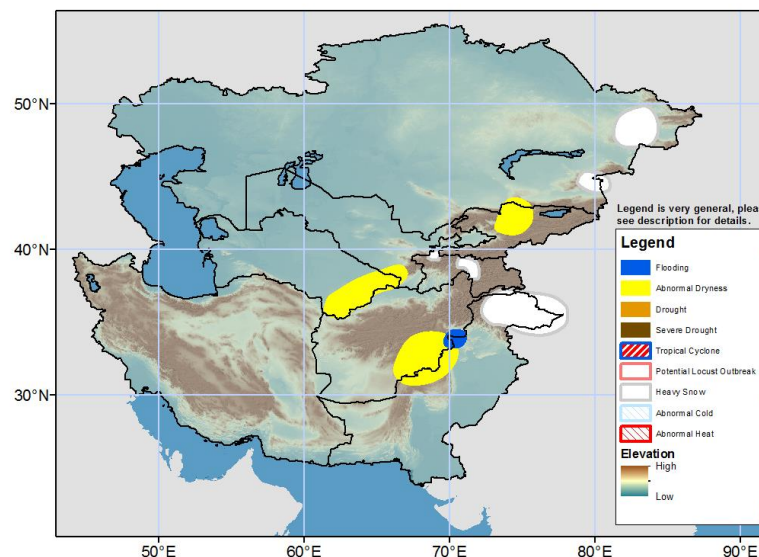 50°N
40°N
30°N
50°E
60°E
70°E
80°E
90°E
Legend is very general, pleas
see description for details.
Legend
Flooding
Abnormal Dryness
Drought
Severe Drought
Tropical Cyclone
Potential Locust Outbreak
Heavy Snow
Abnormal Cold
Abnormal Heat
Elevation
High
Low